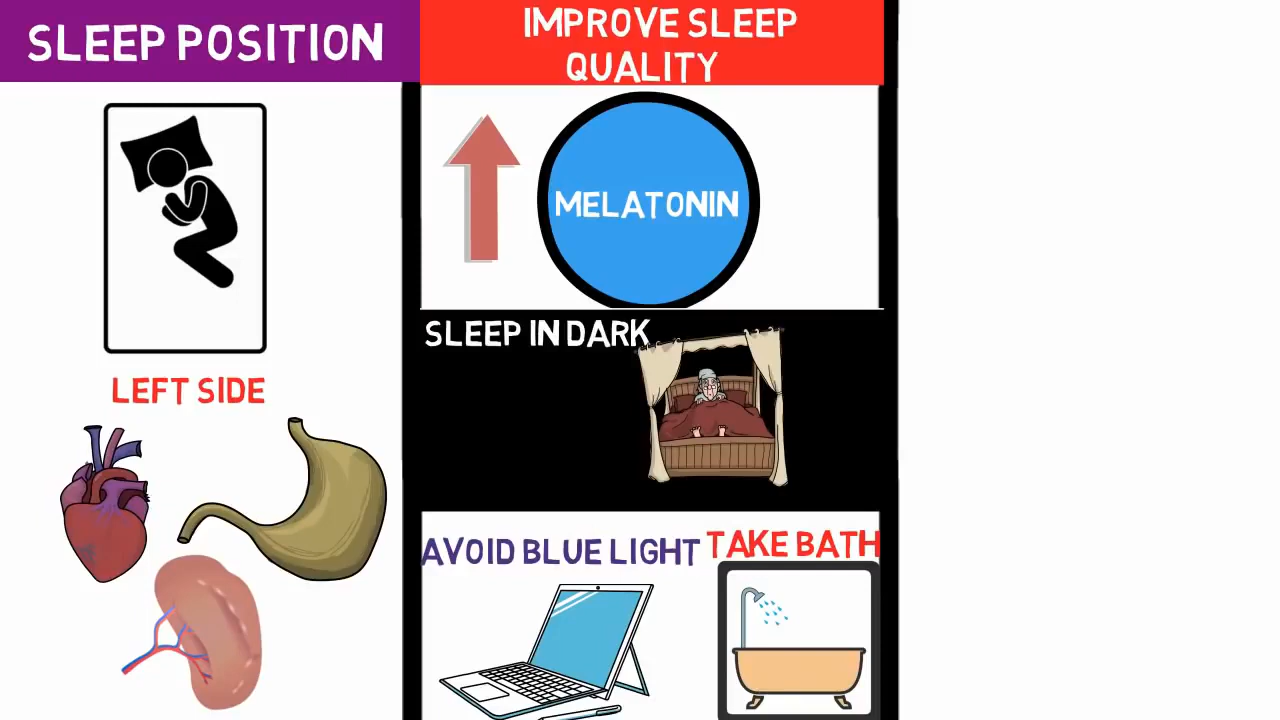 SLEEP POSITION
LEFT SIDE
IMPROVE SLEEP
QUALITY
MELATONIN
SLEEP IN DARK
AVOID BLUE LIGHT
TAKE BATH